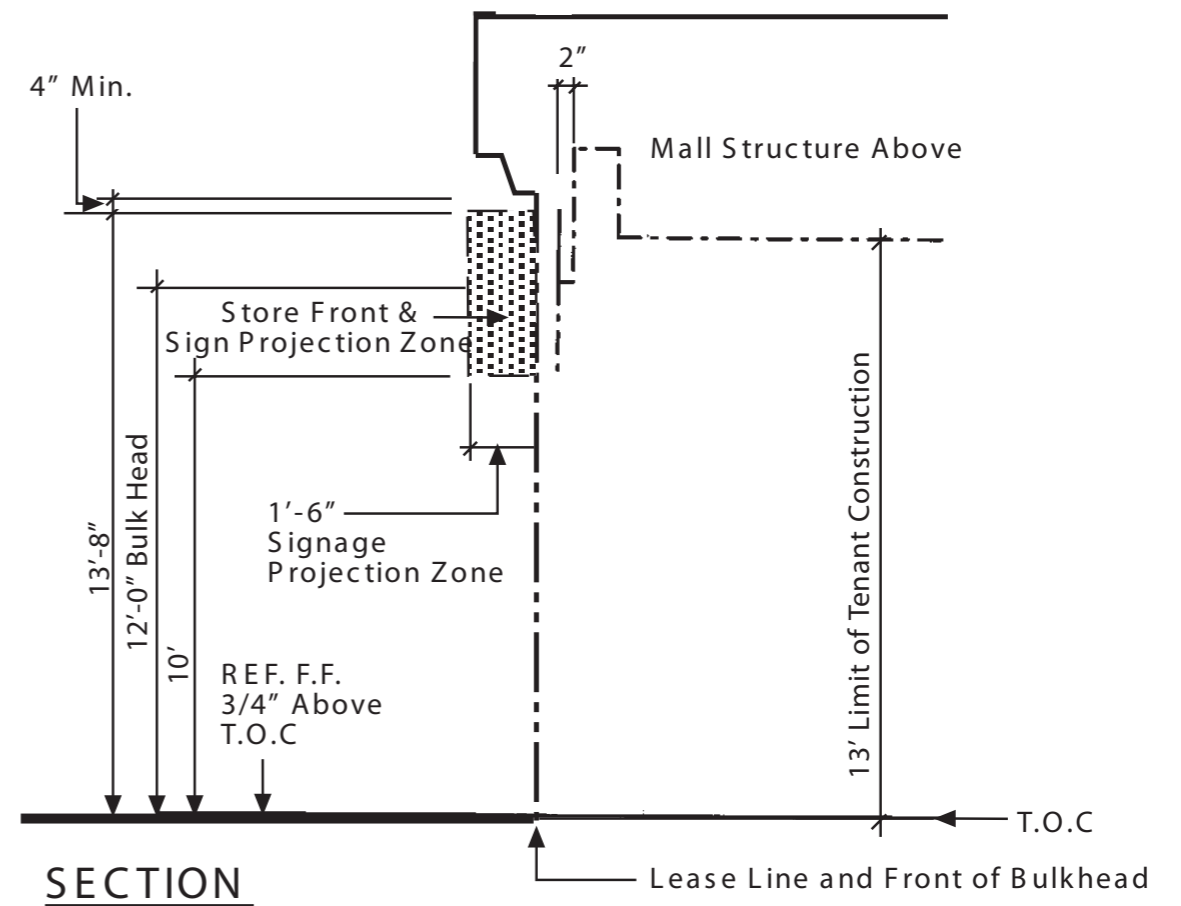 2”
4” Min.
Mall Structure Above
Store Front &
Sign Projection Zone
13’-8”
12’-0” Bulk Head
10’
1’-6”
Signage
Projection Zone
13’ Limit of Tenant Construction
REF. F.F.
3/4” Above
T.O.C
T.O.C
Lease Line and Front of Bulkhead
SECTION